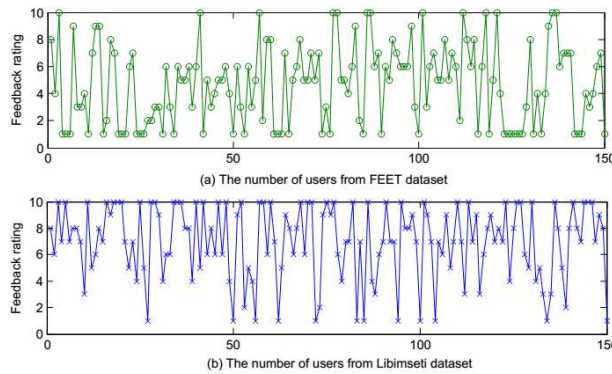 10
8
6
4
2
0
Feedback rating
0 50 100 150
(a) The number of users from FEET dataset
10
8
6
4
2
0
Feedback rating
0 50 100 150
(b) The number of users from Libimseti dataset